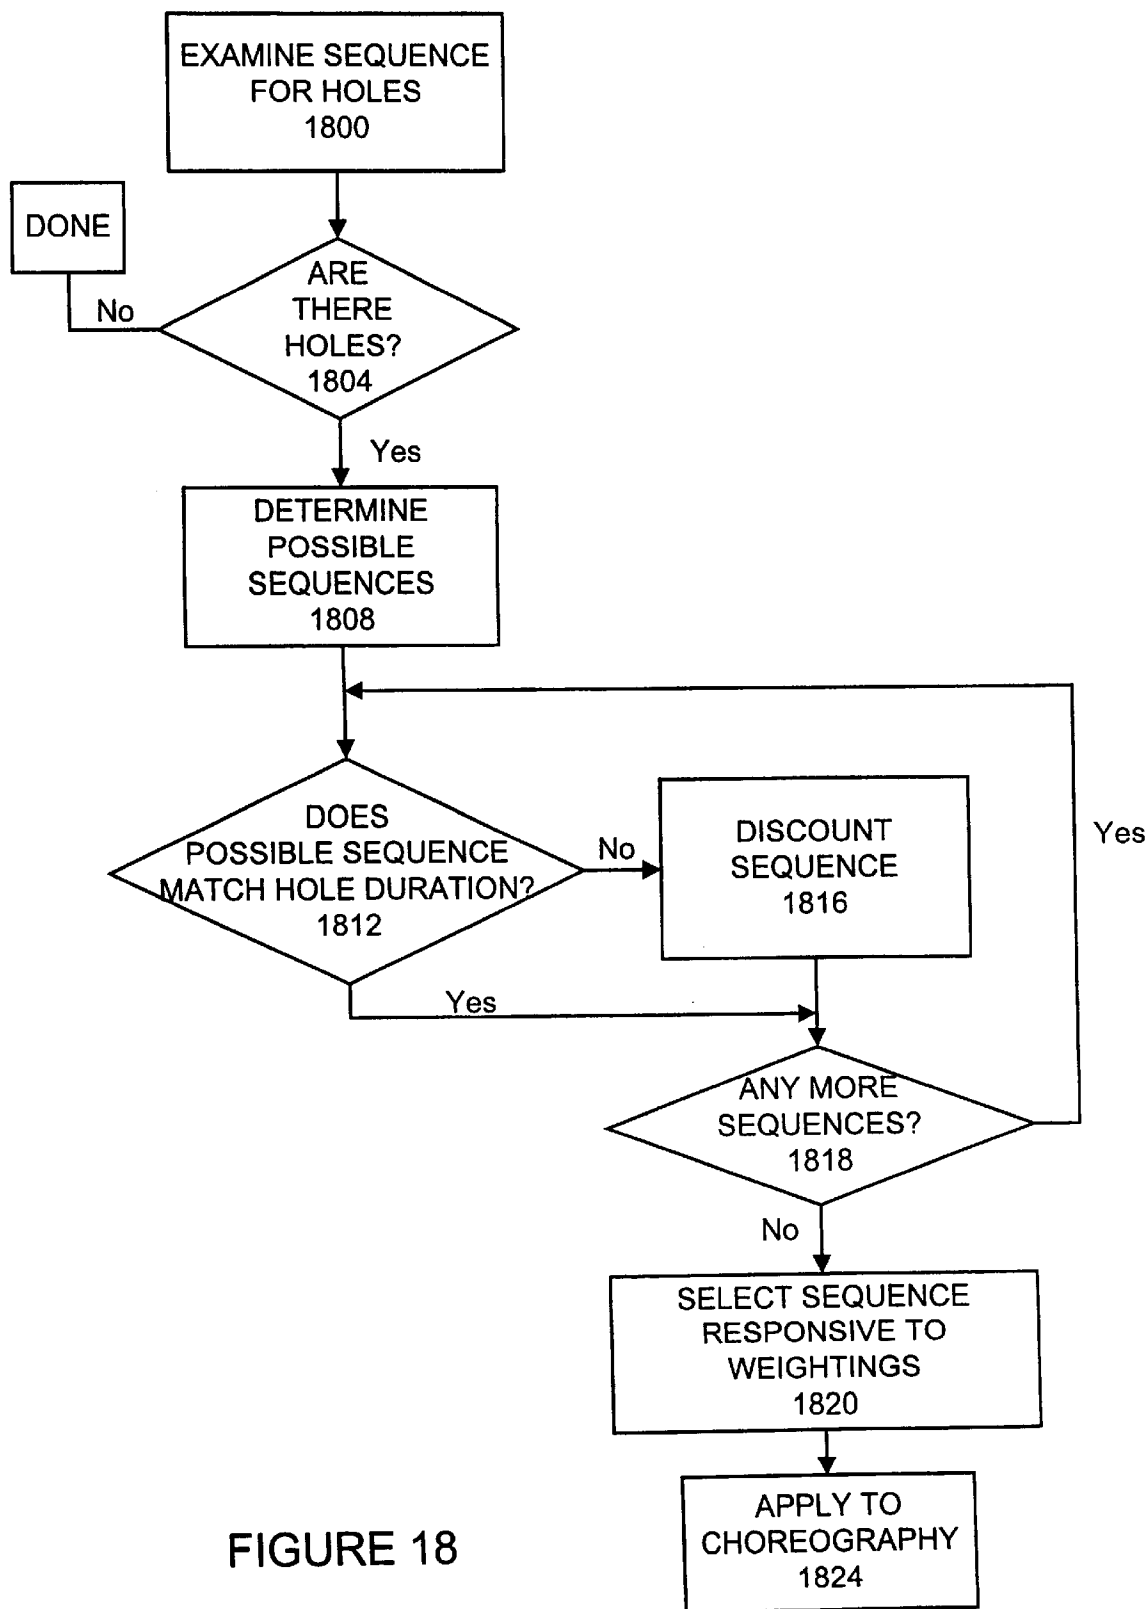 EXAMINE SEQUENCE
FOR HOLES
1800
DONE
No
ARE
THERE
HOLES?
1804
Yes
DETERMINE
POSSIBLE
SEQUENCES
1808
DOES
POSSIBLE SEQUENCE
MATCH HOLE DURATION?
1812
No
DISCOUNT
SEQUENCE
1816
Yes
Yes
ANY MORE
SEQUENCES?
1818
No
SELECT SEQUENCE
RESPONSIVE TO
WEIGHTINGS
1820
APPLY TO
CHOREOGRAPHY
1824
FIGURE 18